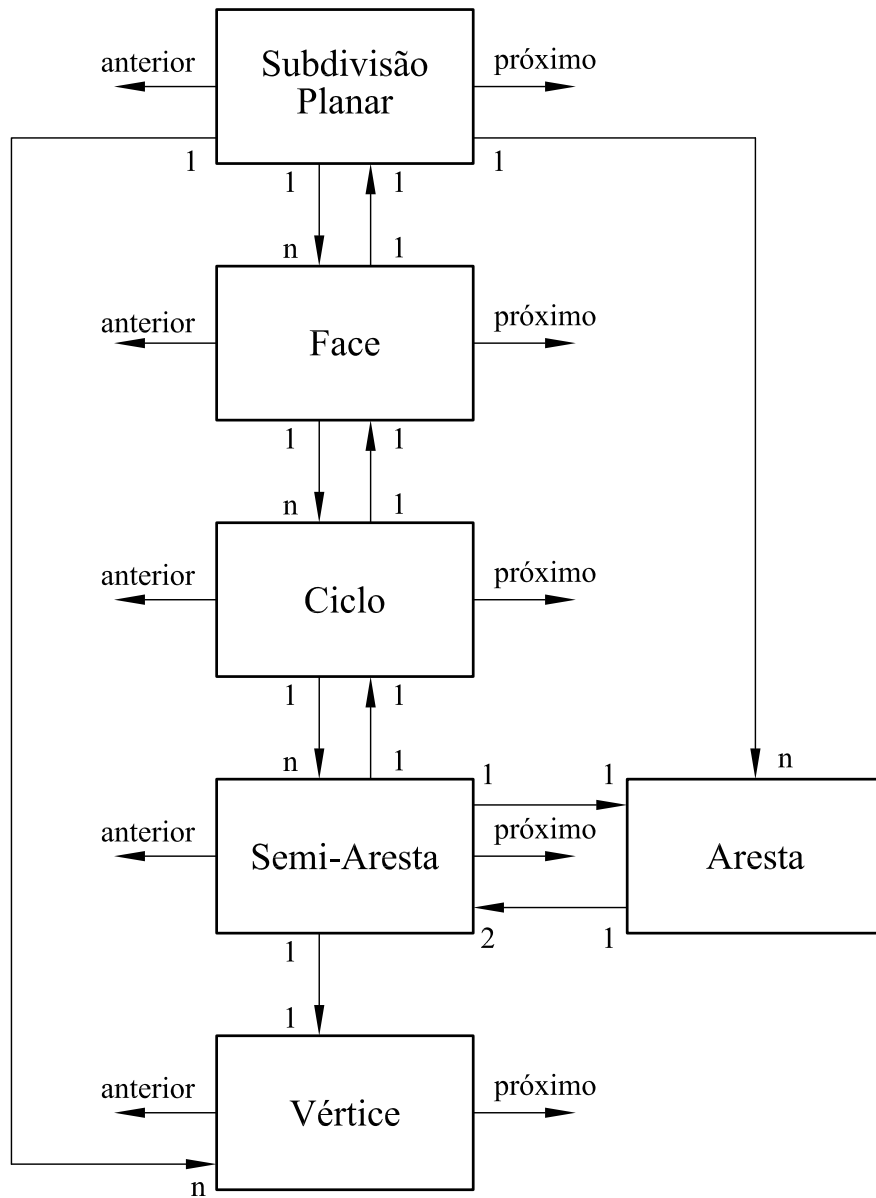 Subdivisão
Planar
anterior
próximo
1
1
1
1
n
1
anterior
próximo
Face
1
1
n
1
anterior
próximo
Ciclo
1
1
n
1
n
1
1
anterior
próximo
Semi-Aresta
Aresta
1
2
1
1
anterior
próximo
Vértice
n